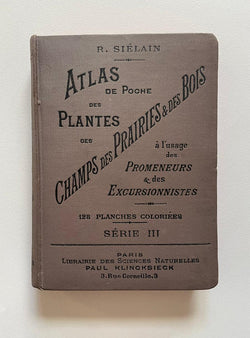 R. SIÉLAIN
ATLAS
DE POCHE
DES
PLANTES
DES
CHAMPS DES PRAIRIES & DES BOIS
à l'usage
des
PROMENEURS
& des
EXCURSIONNISTES
128 PLANCHES COLORIÉES
SÉRIE III
PARIS
LIBRAIRIE DES SCIENCES NATURELLES
PAUL KLINCKSIECK
3, Rue Corneille, 3